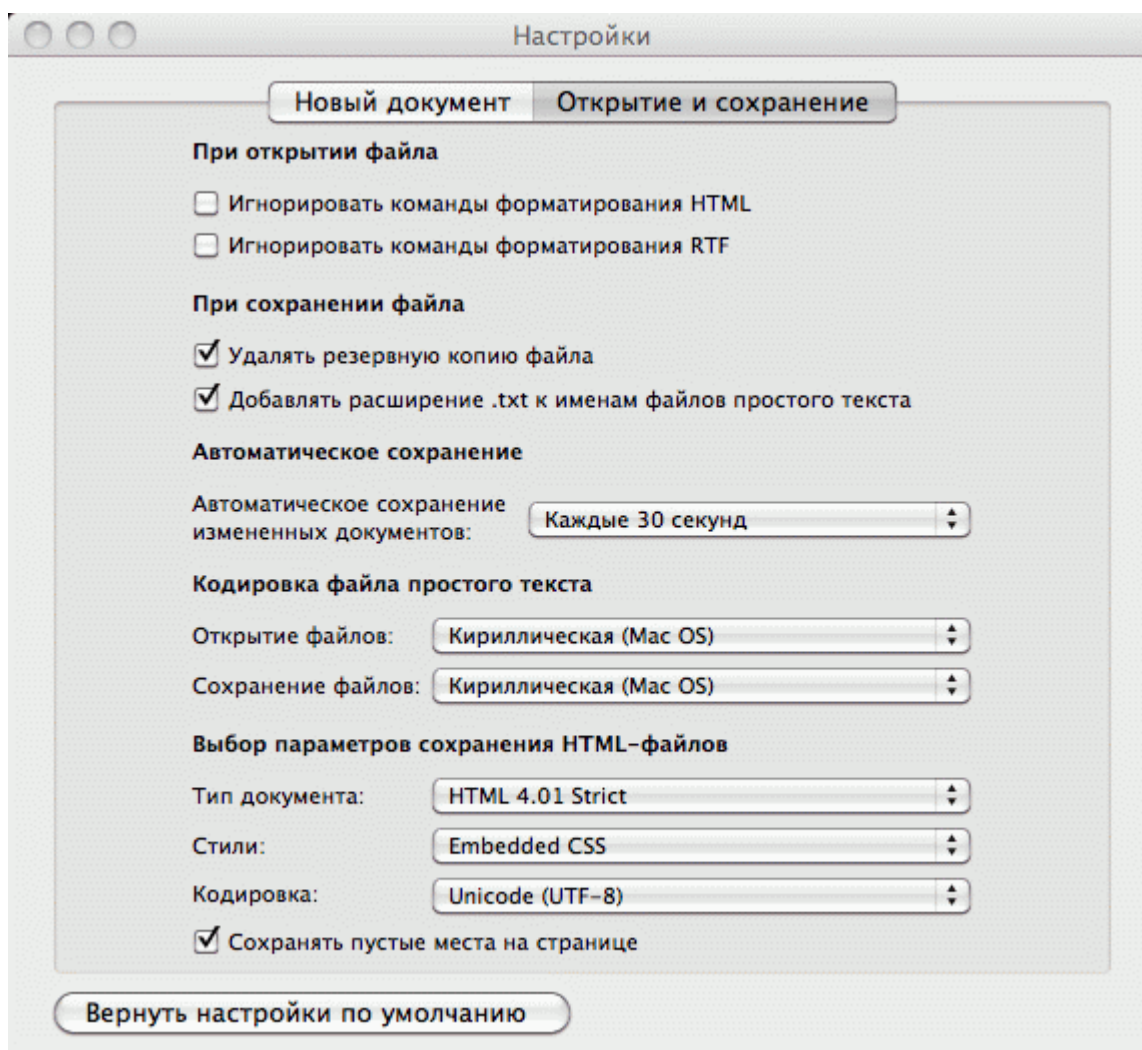 Настройки
Новый документ Открытие и сохранение
При открытии файла
Игнорировать команды форматирования HTML
Игнорировать команды форматирования RTF
При сохранении файла
Удалять резервную копию файла
Добавлять расширение .txt к именам файлов простого текста
Автоматическое сохранение
Автоматическое сохранение
измененных документов: Каждые 30 секунд
Кодировка файла простого текста
Открытие файлов: Кириллическая (Mac OS)
Сохранение файлов: Кириллическая (Mac OS)
Выбор параметров сохранения HTML-файлов
Тип документа: HTML 4.01 Strict
Стили: Embedded CSS
Кодировка: Unicode (UTF-8)
Сохранять пустые места на странице
Вернуть настройки по умолчанию